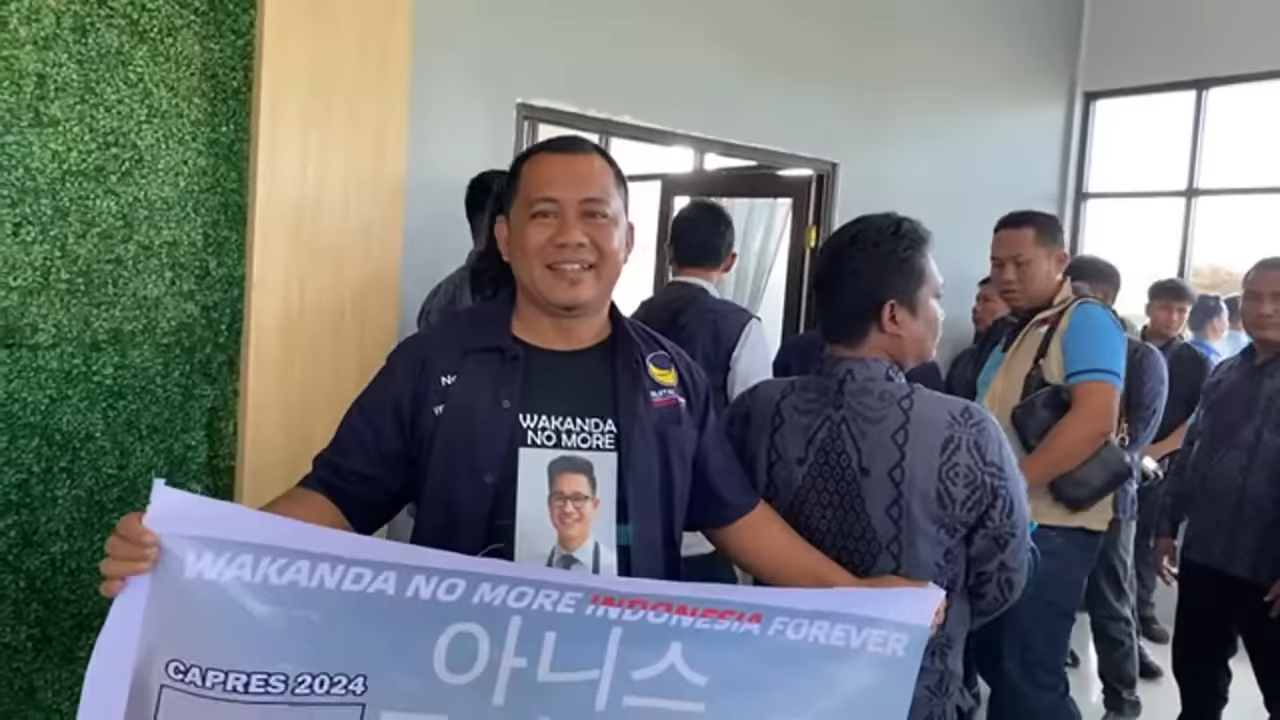 WAKANDA
NO MORE
WAKANDA NO MORE INDONESIA FOREVER
아니스
CAPRES 2024